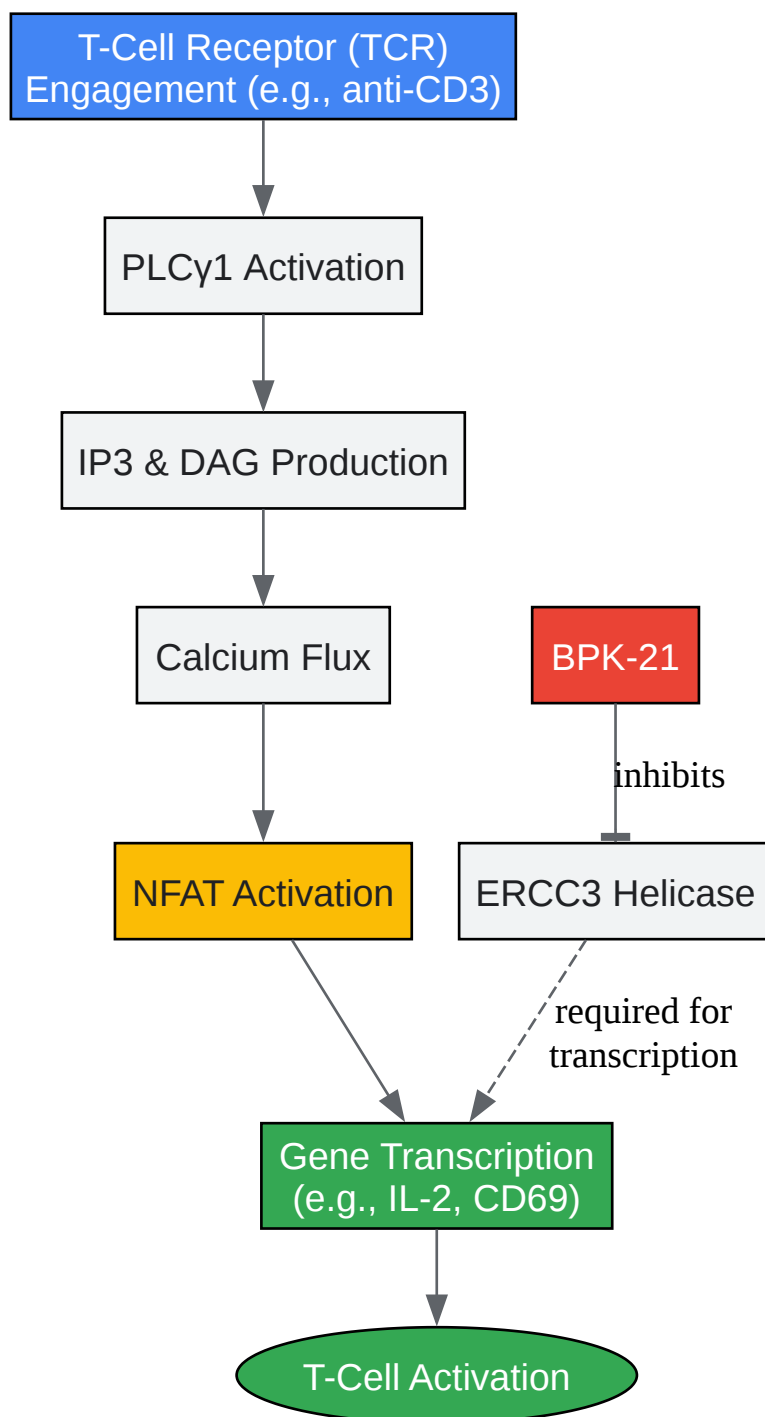 T-Cell Receptor (TCR)
Engagement (e.g., anti-CD3)
PLCγ1 Activation
IP3 & DAG Production
Calcium Flux
BPK-21
inhibits
NFAT Activation
ERCC3 Helicase
required for
transcription
Gene Transcription
(e.g., IL-2, CD69)
T-Cell Activation